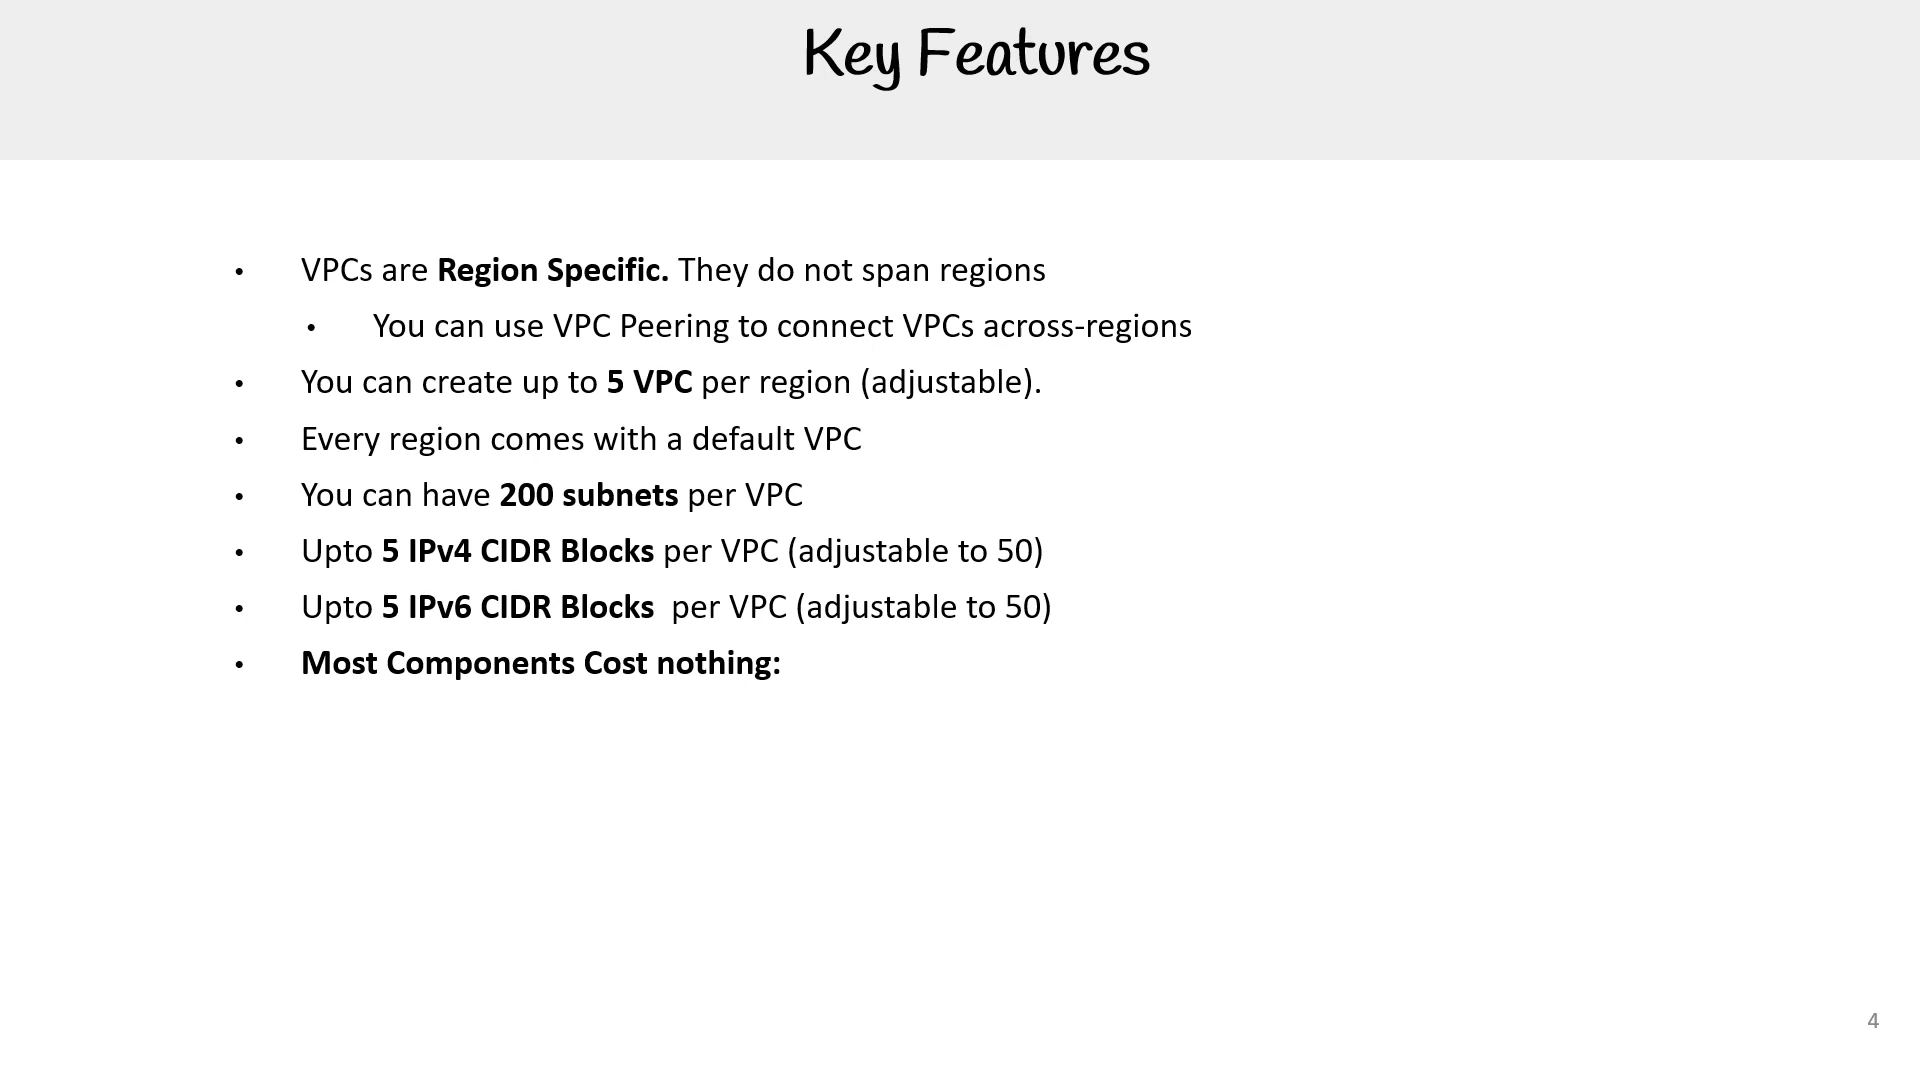 Key Features
• VPCs are Region Specific. They do not span regions
• You can use VPC Peering to connect VPCs across-regions
• You can create up to 5 VPC per region (adjustable).
• Every region comes with a default VPC
• You can have 200 subnets per VPC
• Upto 5 IPv4 CIDR Blocks per VPC (adjustable to 50)
• Upto 5 IPv6 CIDR Blocks  per VPC (adjustable to 50)
• Most Components Cost nothing:
4